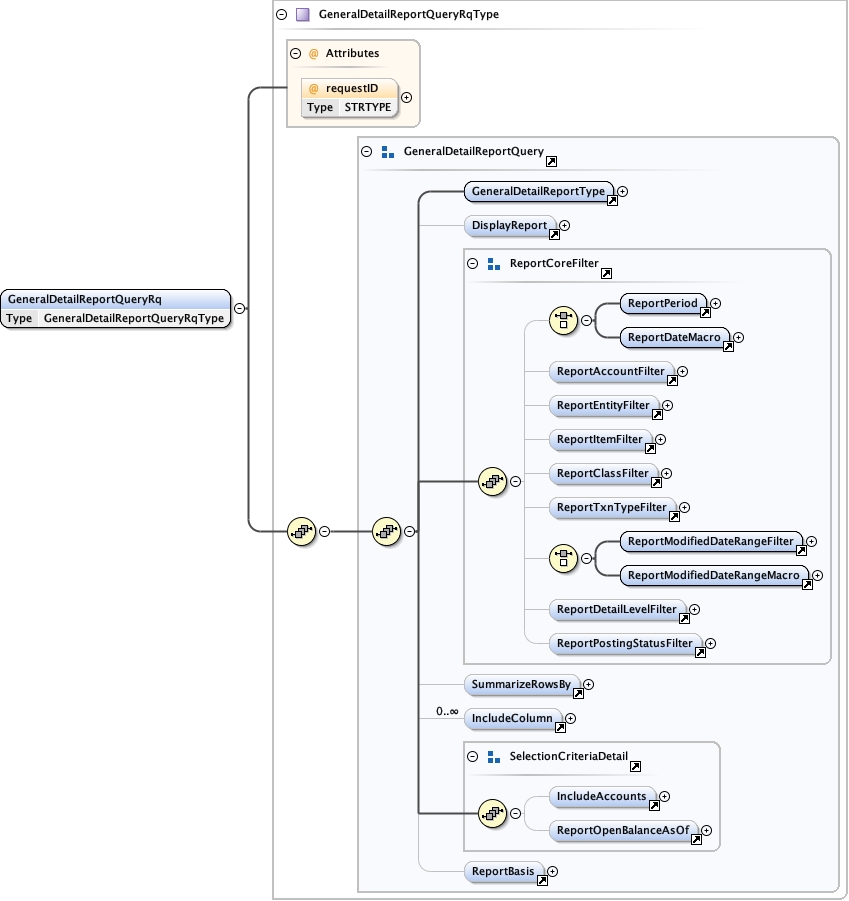 GeneralDetailReportQueryRqType
@ Attributes
@ requestID
Type STRTYPE
GeneralDetailReportQuery
GeneralDetailReportType
DisplayReport
ReportCoreFilter
GeneralDetailReportQueryRq
Type GeneralDetailReportQueryRqType
ReportPeriod
ReportDateMacro
ReportAccountFilter
ReportEntityFilter
ReportItemFilter
ReportClassFilter
ReportTxnTypeFilter
ReportModifiedDateRangeFilter
ReportModifiedDateRangeMacro
ReportDetailLevelFilter
ReportPostingStatusFilter
SummarizeRowsBy
0..∞ IncludeColumn
SelectionCriteriaDetail
IncludeAccounts
ReportOpenBalanceAsOf
ReportBasis